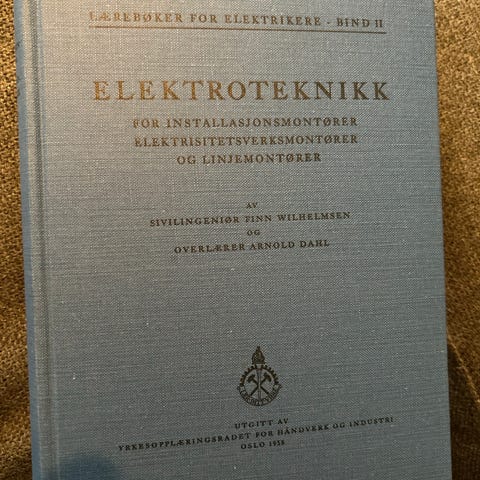 LÆREBØKER FOR ELEKTRIKERE - BIND II
ELEKTROTEKNIKK
FOR INSTALLASJONSMONTØRER
ELEKTRISITETSVERKSMONTØRER
OG LINJEMONTØRER
AV
SIVILINGENIØR FINN WILHELMSEN
OG
OVERLÆRER ARNOLD DAHL
UTGITT AV
YRKESOPPLÆRINGSRÅDET FOR HÅNDVERK OG INDUSTRI
OSLO 1958